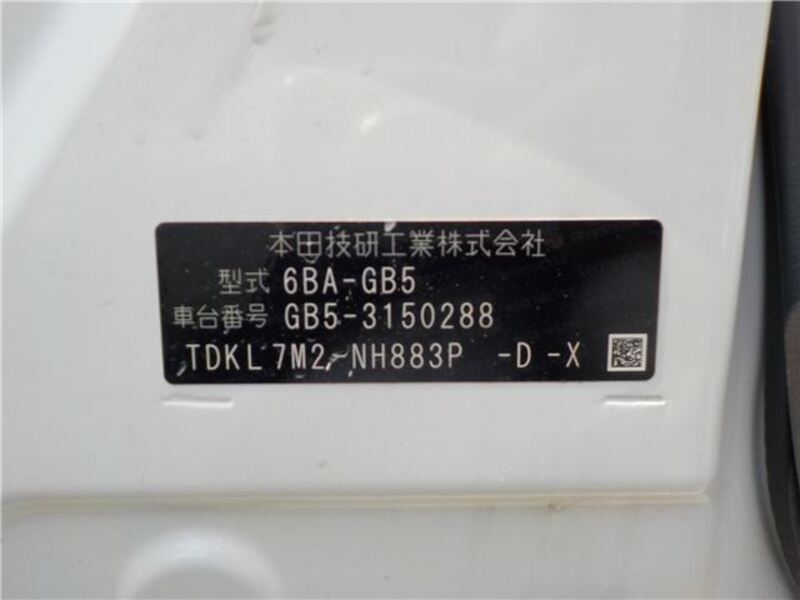 本田技研工業株式会社
型式 6BA-GB5
車台番号 GB5-3150288
TDKL 7M2-NH883P -D-X